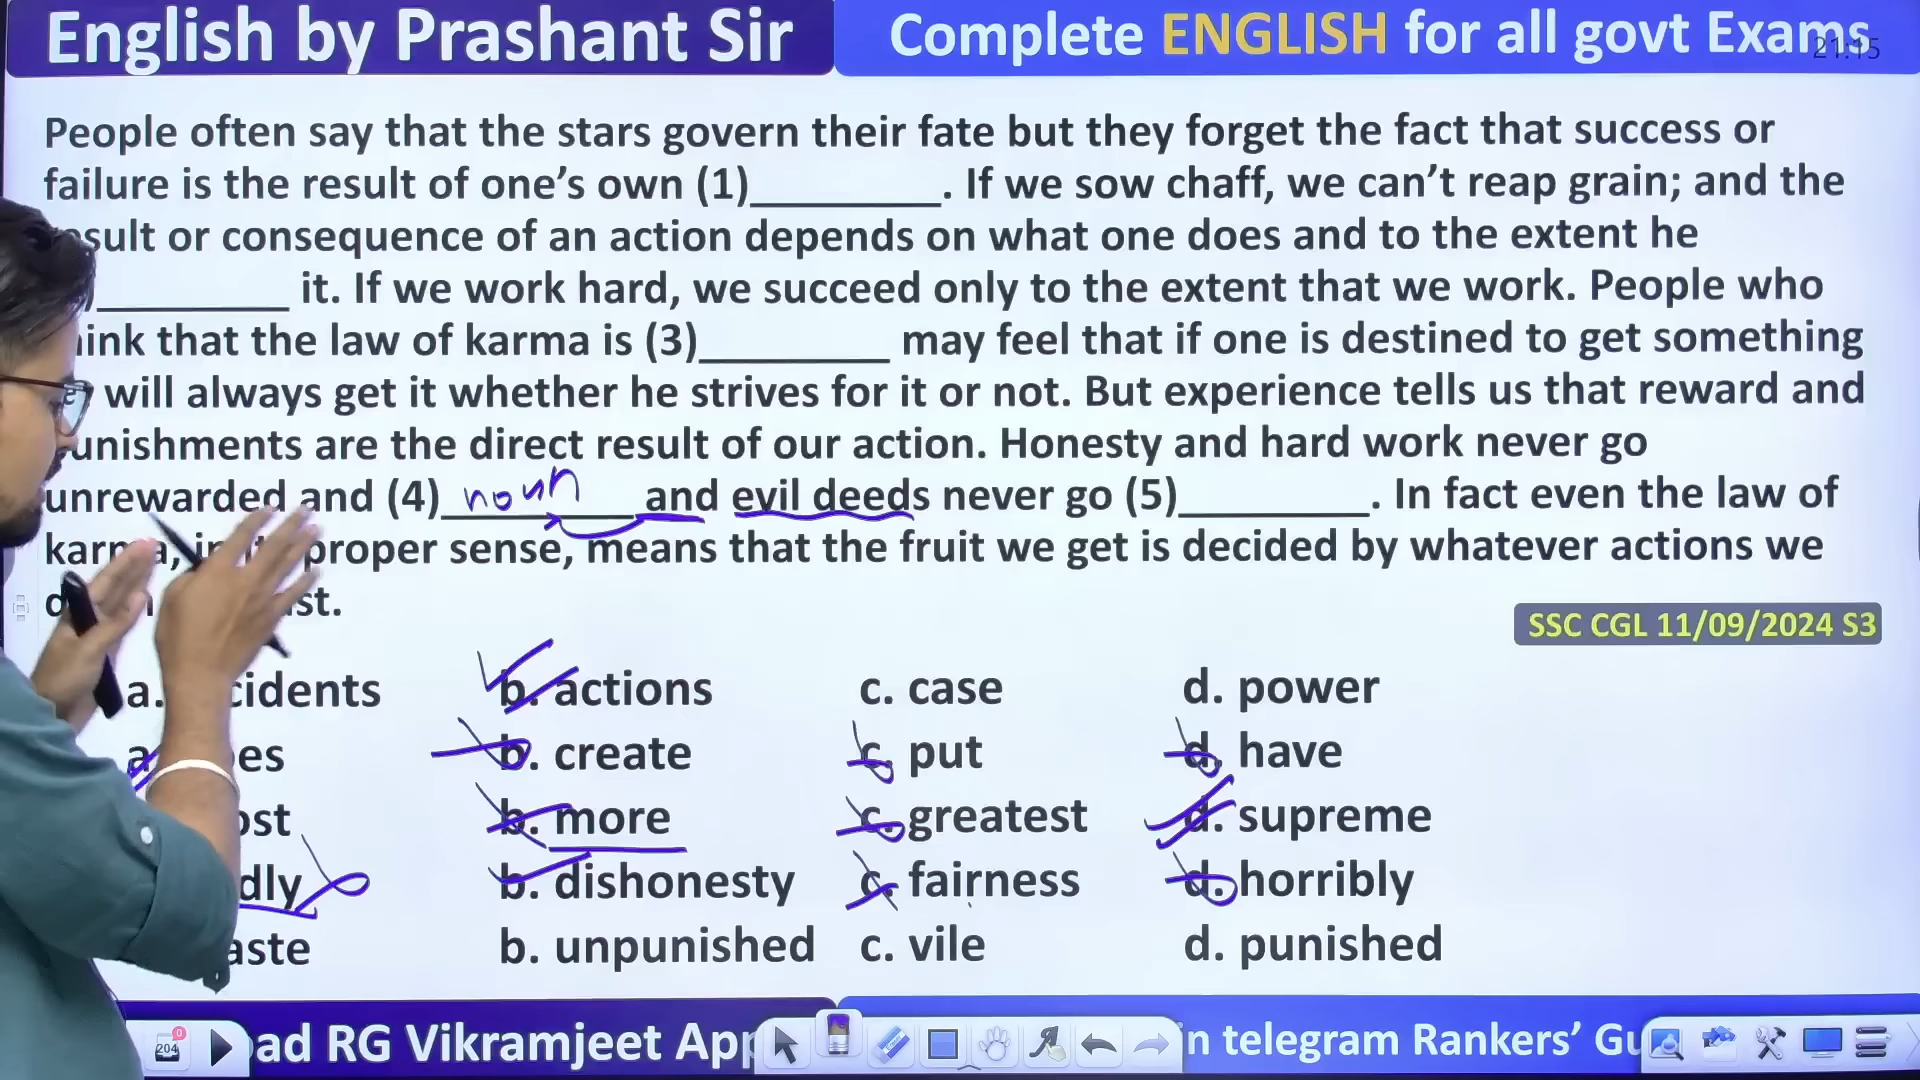 English by Prashant Sir
Complete ENGLISH for all govt Exams
21:15
People often say that the stars govern their fate but they forget the fact that success or
failure is the result of one's own (1)________. If we sow chaff, we can't reap grain; and the
sult or consequence of an action depends on what one does and to the extent he
________ it. If we work hard, we succeed only to the extent that we work. People who
ink that the law of karma is (3)________ may feel that if one is destined to get something
will always get it whether he strives for it or not. But experience tells us that reward and
unishments are the direct result of our action. Honesty and hard work never go
unrewarded and (4) noun and evil deeds never go (5)________. In fact even the law of
proper sense, means that the fruit we get is decided by whatever actions we
st.
SSC CGL 11/09/2024 S3
a. cidents b. actions c. case d. power
a. es b. create c. put d. have
ost b. more c. greatest d. supreme
dly b. dishonesty c. fairness d. horribly
aste b. unpunished c. vile d. punished
ad RG Vikramjeet App
n telegram Rankers' Gu
204
0